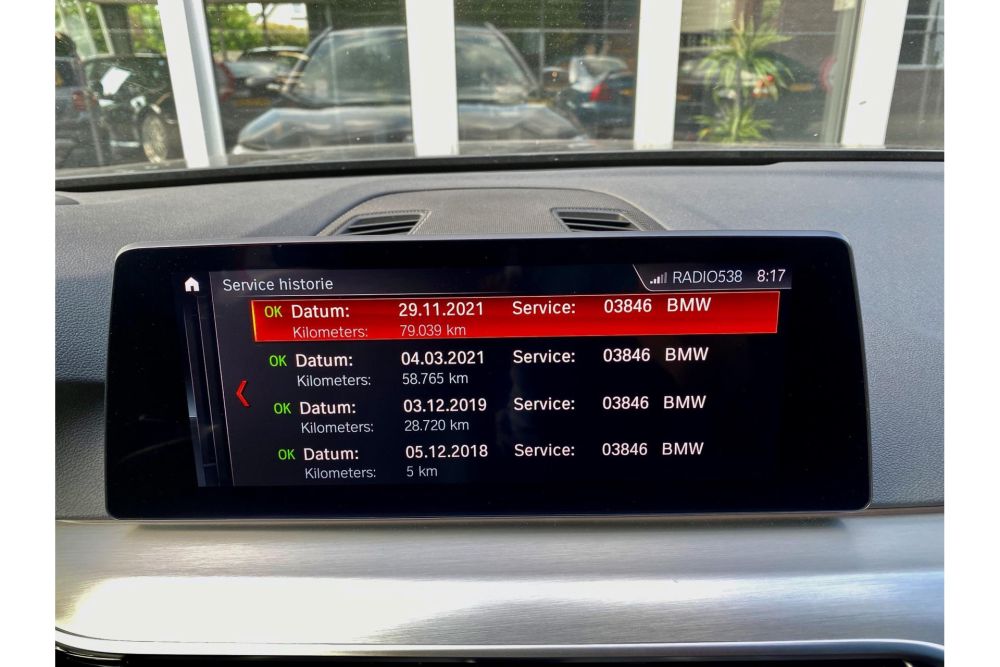 Service historie
RADIO538 8:17
OK Datum: 29.11.2021 Service: 03846 BMW
Kilometers: 79.039 km
OK Datum: 04.03.2021 Service: 03846 BMW
Kilometers: 58.765 km
OK Datum: 03.12.2019 Service: 03846 BMW
Kilometers: 28.720 km
OK Datum: 05.12.2018 Service: 03846 BMW
Kilometers: 5 km